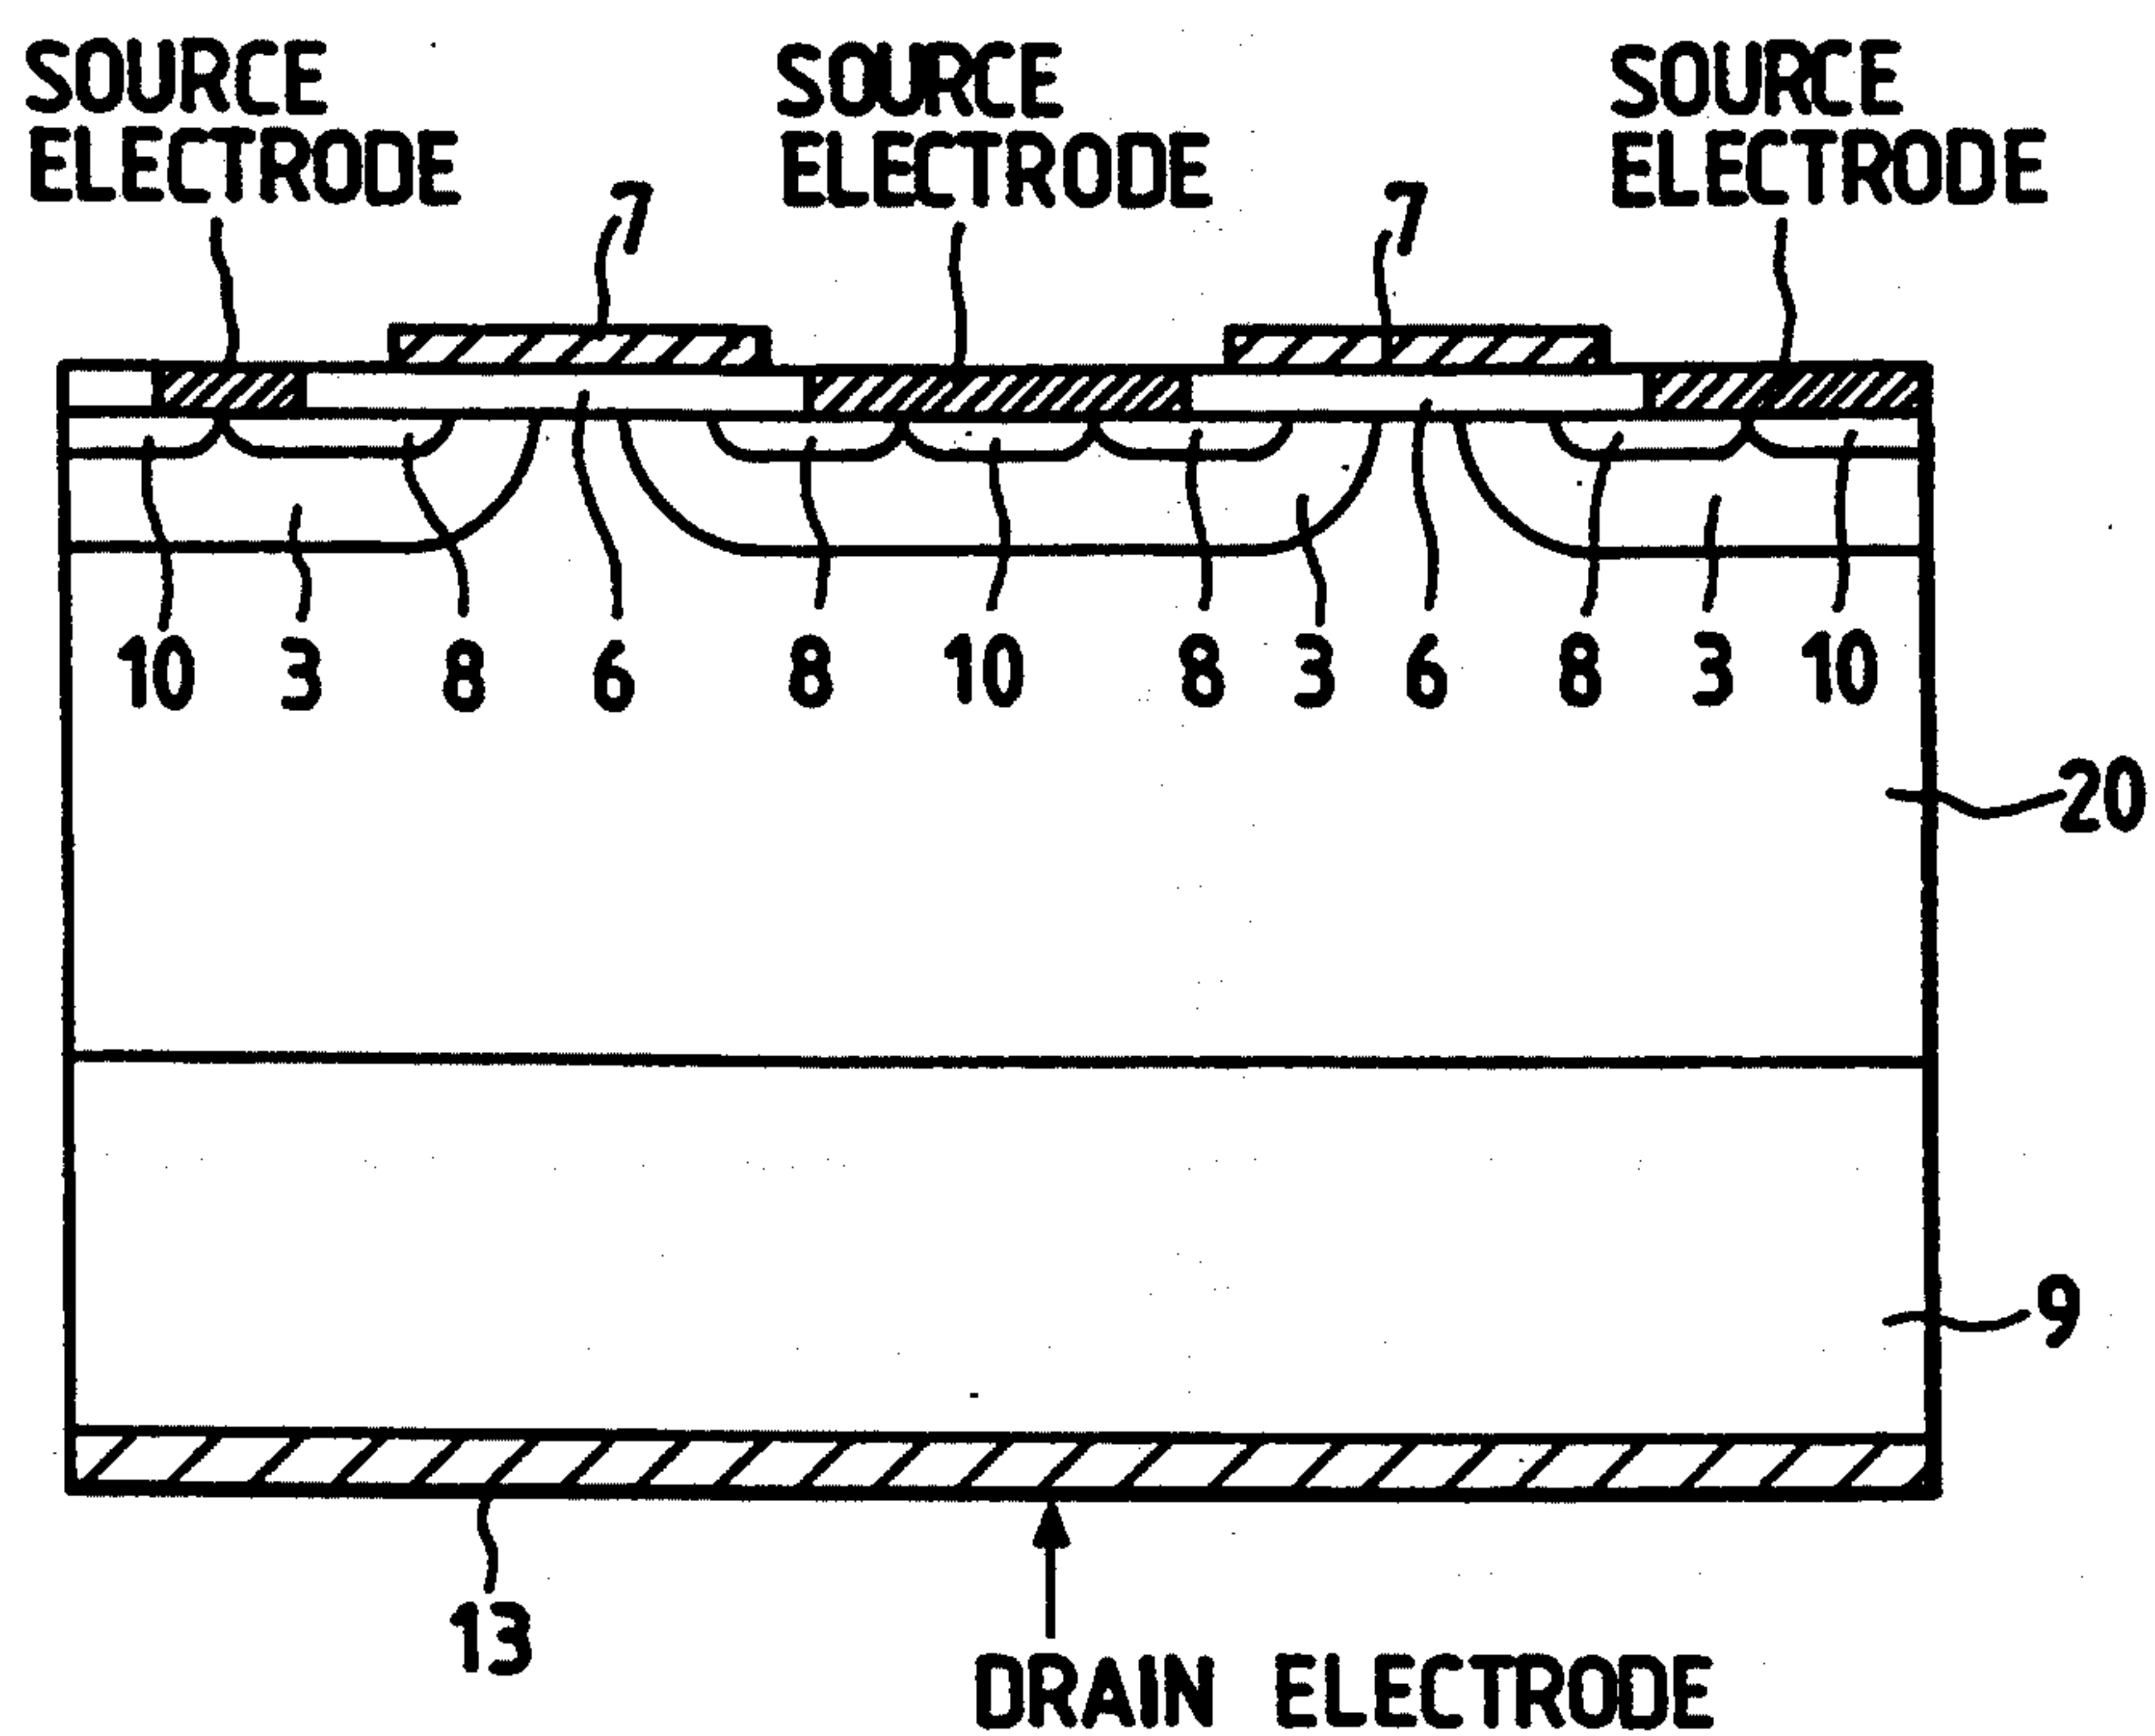 SOURCE
ELECTRODE
SOURCE
ELECTRODE
SOURCE
ELECTRODE
7
7
10 3 8 6 8 10 8 3 6 8 3 10
20
9
13
DRAIN ELECTRODE